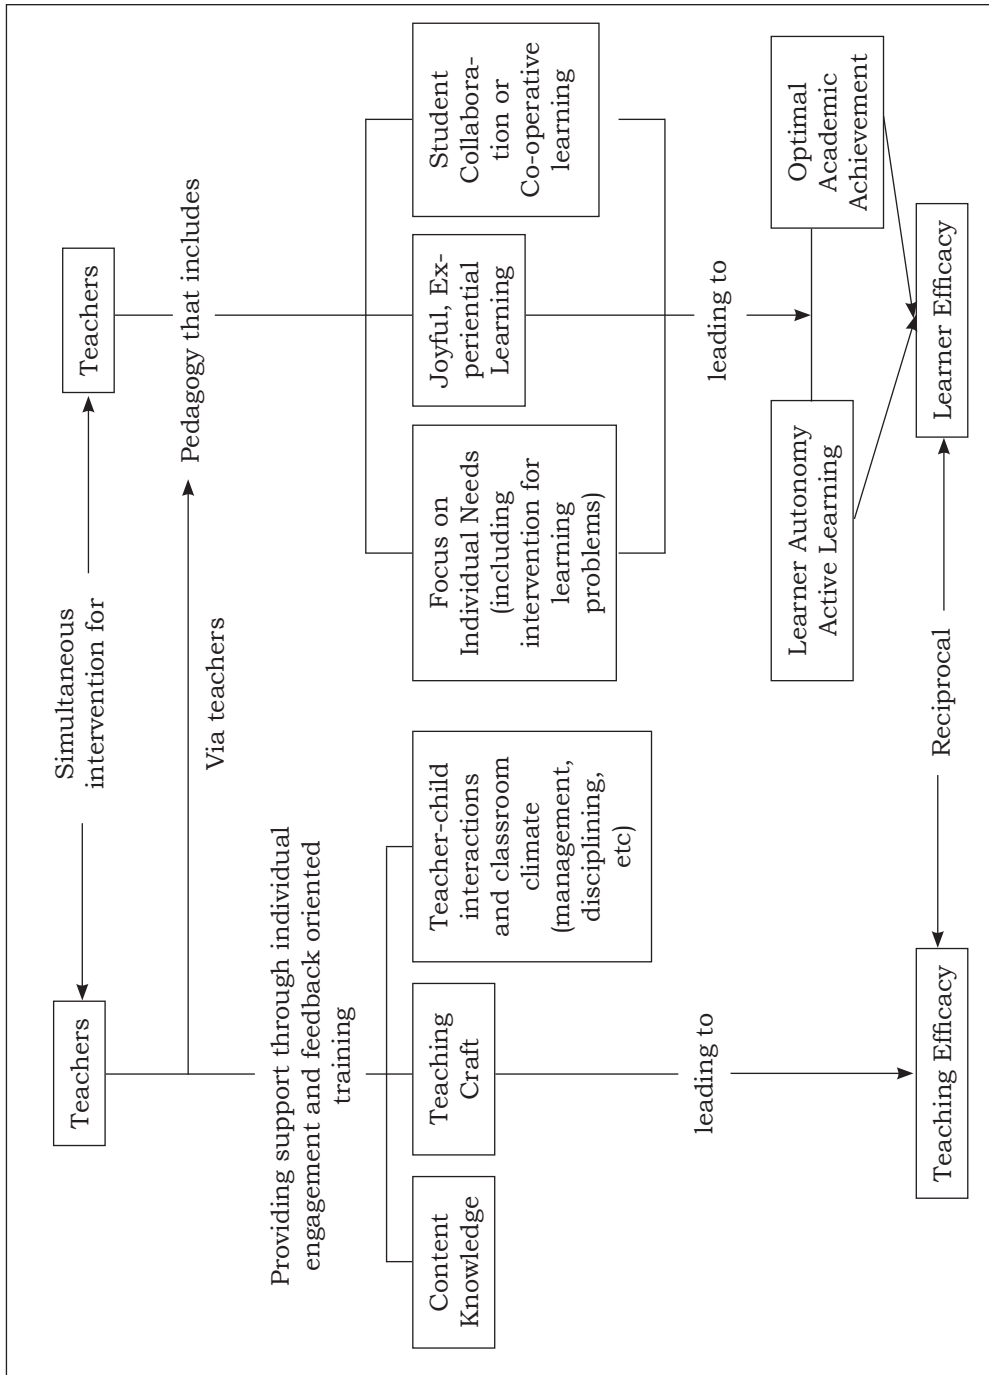 Simultaneous
intervention for
Teachers
Teachers
Via teachers
Providing support through individual
engagement and feedback oriented
training
Pedagogy that includes
Content
Knowledge
Teaching
Craft
Teacher-child
interactions
and classroom
climate
(management,
disciplining,
etc)
Focus on
Individual Needs
(including
intervention for
learning
problems)
Joyful, Ex-
periential
Learning
Student
Collabora-
tion or
Co-operative
learning
leading to
leading to
Learner Autonomy
Active Learning
Optimal
Academic
Achievement
Teaching Efficacy
Reciprocal
Learner Efficacy